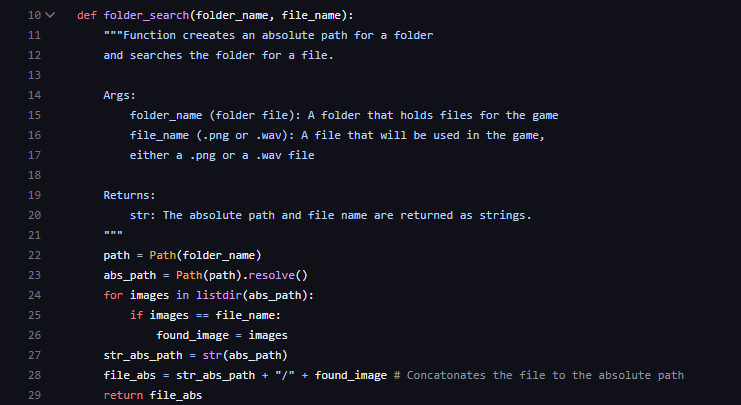 10 def folder_search(folder_name, file_name):
11     """Function creeates an absolute path for a folder
12     and searches the folder for a file.
13
14     Args:
15         folder_name (folder file): A folder that holds files for the game
16         file_name (.png or .wav): A file that will be used in the game,
17         either a .png or a .wav file
18
19     Returns:
20         str: The absolute path and file name are returned as strings.
21     """
22     path = Path(folder_name)
23     abs_path = Path(path).resolve()
24     for images in listdir(abs_path):
25         if images == file_name:
26             found_image = images
27     str_abs_path = str(abs_path)
28     file_abs = str_abs_path + "/" + found_image # Concatonates the file to the absolute path
29     return file_abs